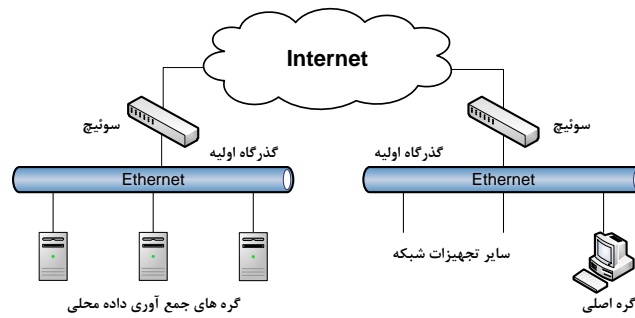 Internet
سوئیچ
سوئیچ
گذرگاه اولیه
گذرگاه اولیه
Ethernet
Ethernet
سایر تجهیزات شبکه
گره های جمع آوری داده محلی
گره اصلی